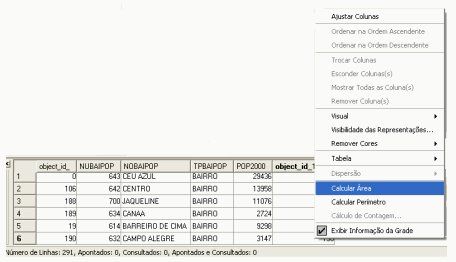 Ajustar Colunas
Ordenar na Ordem Ascendente
Ordenar na Ordem Descendente
Trocar Colunas
Esconder Colunas(s)
Mostrar Todas as Coluna(s)
Remover Coluna(s)
Visual
Visibilidade das Representações...
Remover Cores
Tabela
Dispersão
Calcular Área
Calcular Perímetro
Cálculo de Contagem...
Exibir Informação da Grade
object_id_ NUBAIPOP NOBAIPOP TPBAIPOP POP2000 object_id_1
1 0 643 CEU AZUL BAIRRO 29436
2 106 642 CENTRO BAIRRO 13958
3 188 700 JAQUELINE BAIRRO 11076
4 189 634 CANAA BAIRRO 2724
5 19 614 BARREIRO DE CIMA BAIRRO 9298
6 190 632 CAMPO ALEGRE BAIRRO 3147 190
Número de Linhas: 291, Apontados: 0, Consultados: 0, Apontados e Consultados: 0